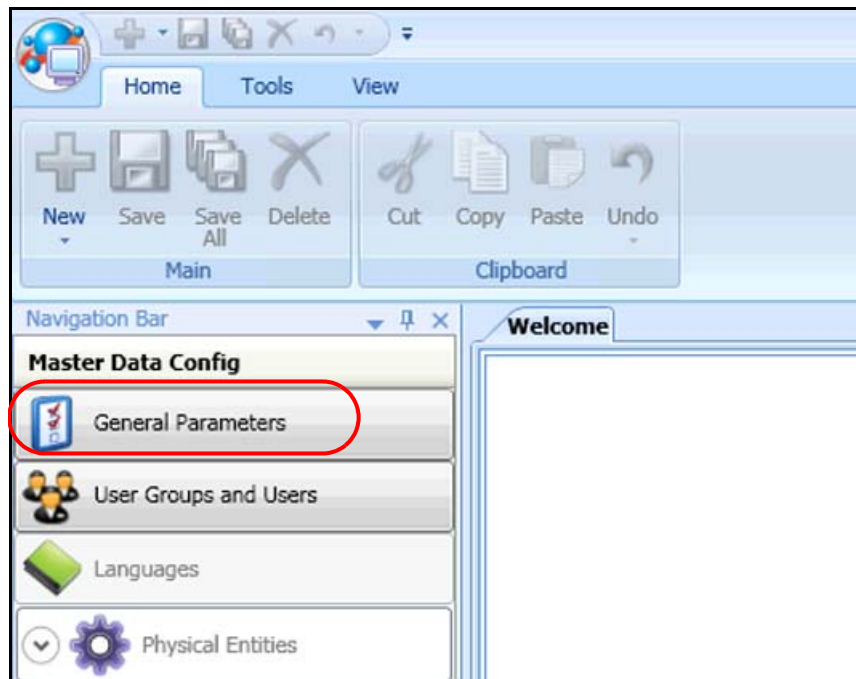 Home Tools View
New Save Save All Delete Cut Copy Paste Undo
Main Clipboard
Navigation Bar
Welcome
Master Data Config
General Parameters
User Groups and Users
Languages
Physical Entities